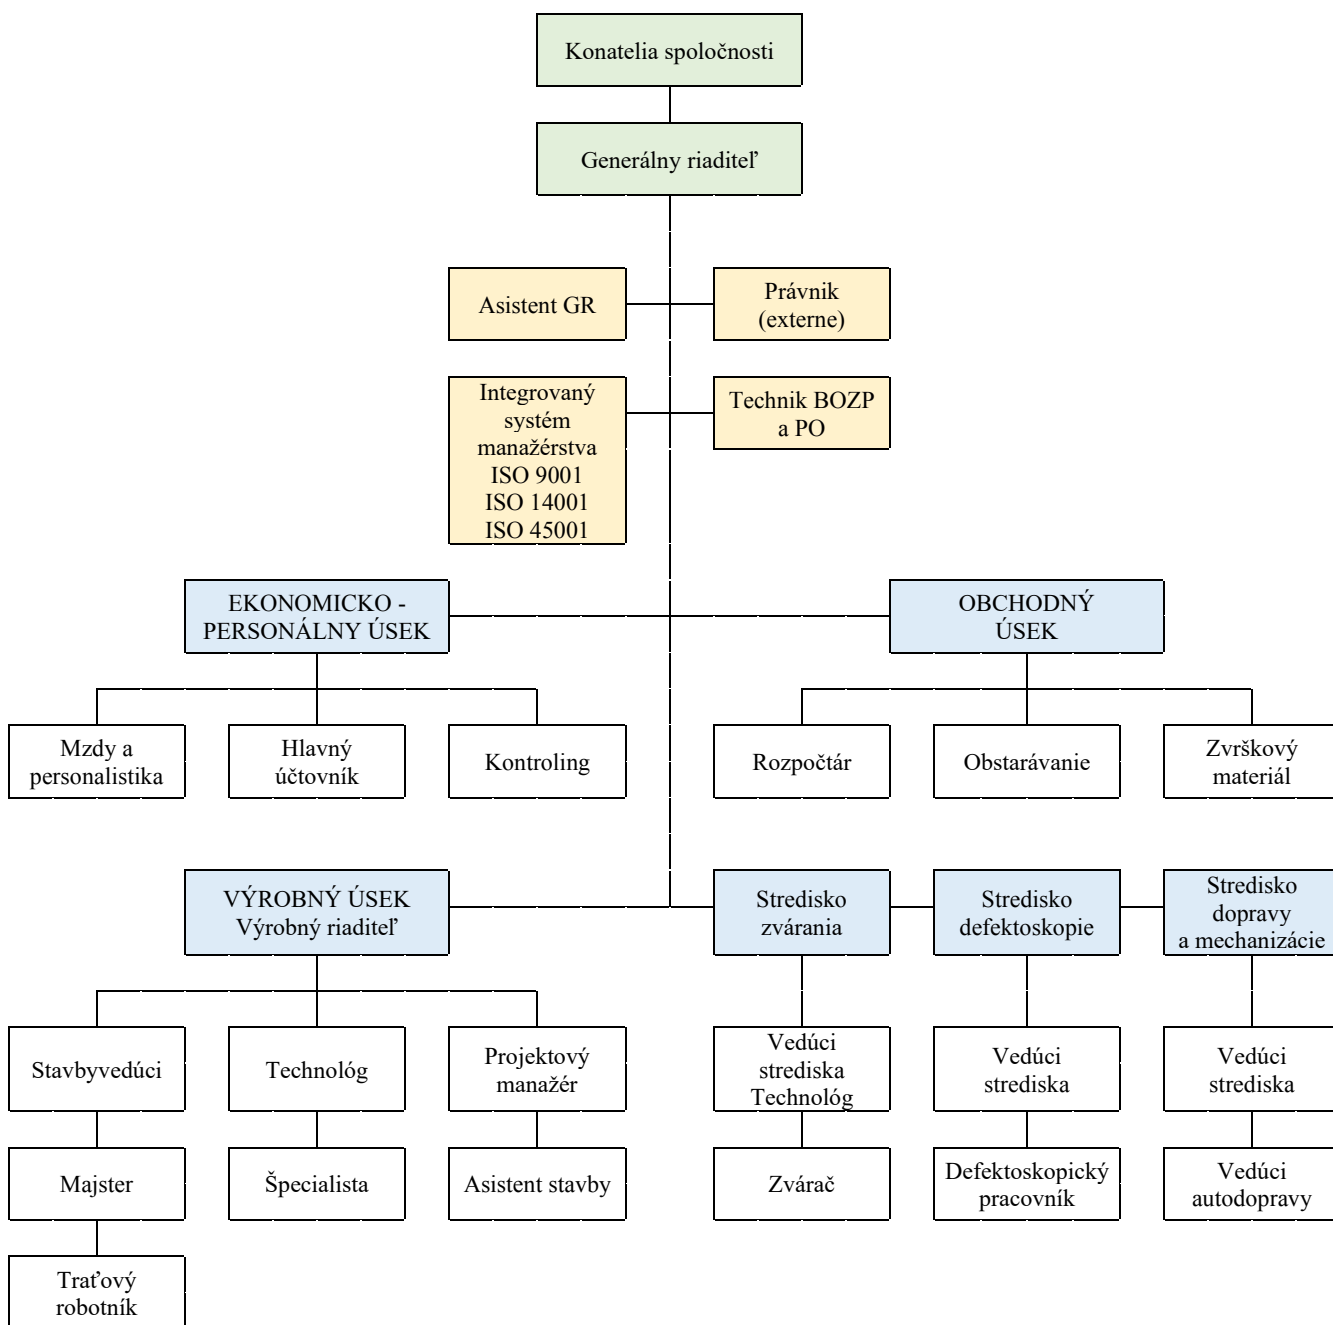 Konatelia spoločnosti
Generálny riaditeľ
Asistent GR
Právnik
(externe)
Integrovaný
systém
manažérstva
ISO 9001
ISO 14001
ISO 45001
Technik BOZP
a PO
EKONOMICKO -
PERSONÁLNY ÚSEK
OBCHODNÝ
ÚSEK
Mzdy a
personalistika
Hlavný
účtovník
Kontroling
Rozpočtár
Obstarávanie
Zvrškový
materiál
VÝROBNÝ ÚSEK
Výrobný riaditeľ
Stredisko
zvárania
Stredisko
defektoskopie
Stredisko
dopravy
a mechanizácie
Stavbyvedúci
Technológ
Projektový
manažér
Vedúci
strediska
Technológ
Vedúci
strediska
Vedúci
strediska
Majster
Špecialista
Asistent stavby
Zvárač
Defektoskopický
pracovník
Vedúci
autodopravy
Traťový
robotník